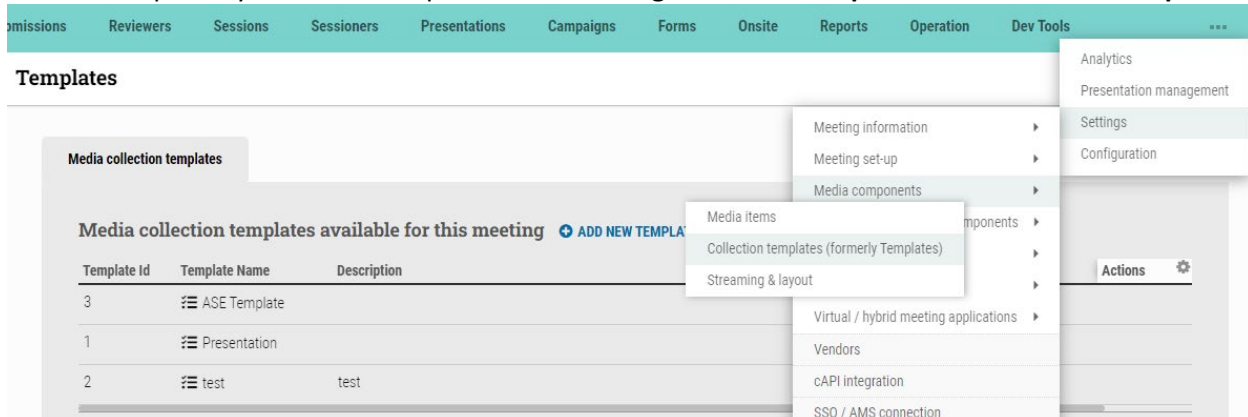 Reviewers Sessions Sessioners Presentations Campaigns Forms Onsite Reports Operation Dev Tools
Analytics
Templates
Presentation management
Meeting information
Settings
Media collection templates
Meeting set-up
Configuration
Media components
Media items
Media collection templates available for this meeting ADD NEW
Collection templates (formerly Templates)
Template Id Template Name Description
Streaming & layout
Actions
3 ASE Template
1 Presentation
Virtual / hybrid meeting applications
Vendors
2 test test
cAPI integration
SSO / AMS connection